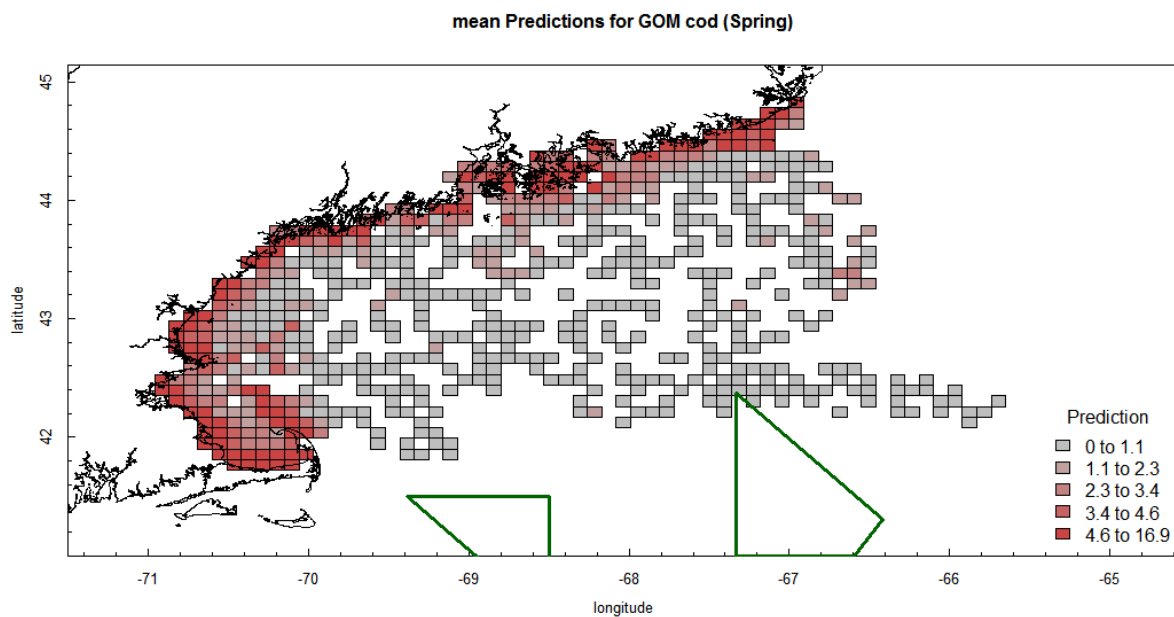 mean Predictions for GOM cod (Spring)
45
44
43
42
latitude
Prediction
0 to 1.1
1.1 to 2.3
2.3 to 3.4
3.4 to 4.6
4.6 to 16.9
-71 -70 -69 -68 -67 -66 -65
longitude